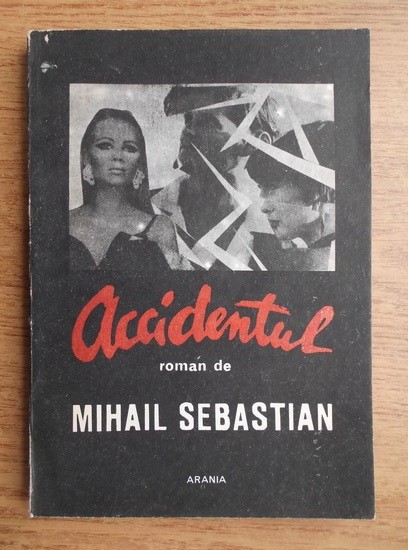 Accidentul
roman de
MIHAIL SEBASTIAN
ARANIA